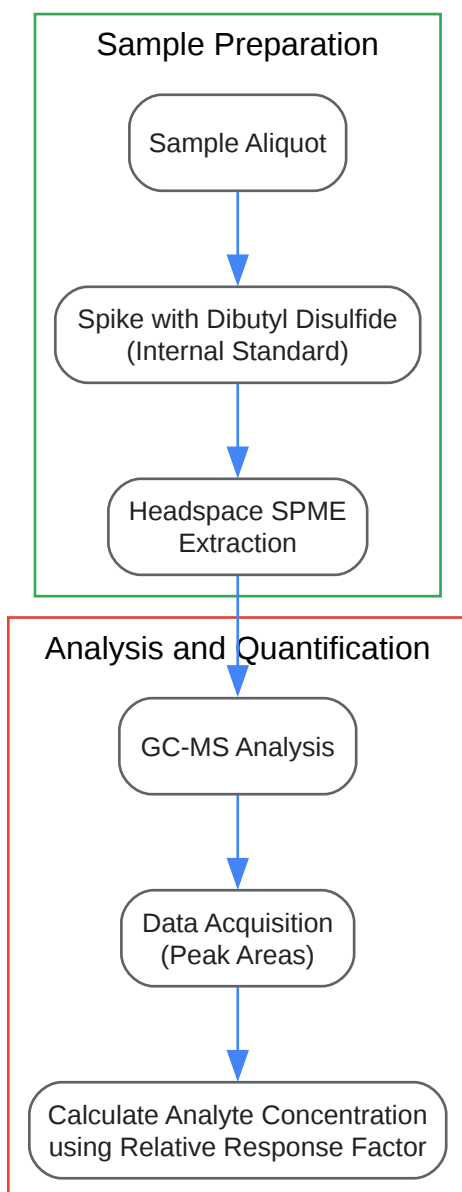 Sample Preparation
Sample Aliquot
Spike with Dibutyl Disulfide
(Internal Standard)
Headspace SPME
Extraction
Analysis and Quantification
GC-MS Analysis
Data Acquisition
(Peak Areas)
Calculate Analyte Concentration
using Relative Response Factor